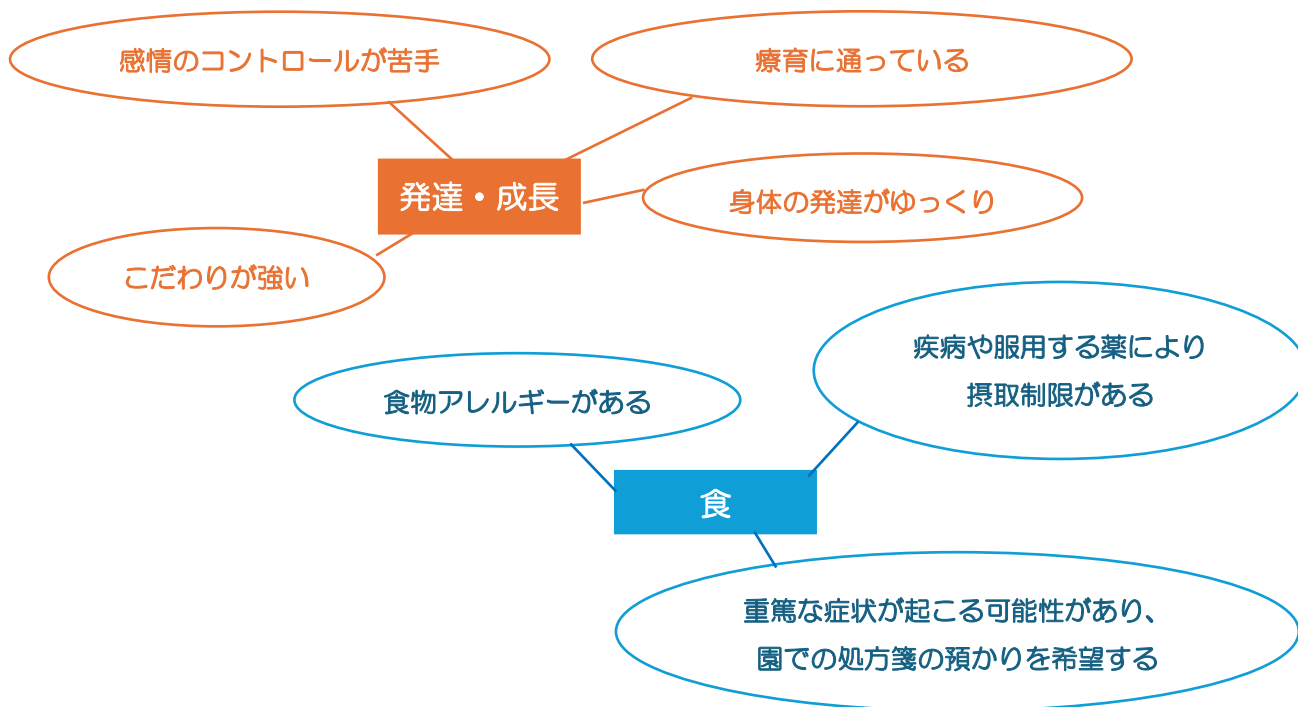 感情のコントロールが苦手
療育に通っている
発達・成長
身体の発達がゆっくり
こだわりが強い
疾病や服用する薬により
摂取制限がある
食物アレルギーがある
食
重篤な症状が起こる可能性があり、
園での処方箋の預かりを希望する